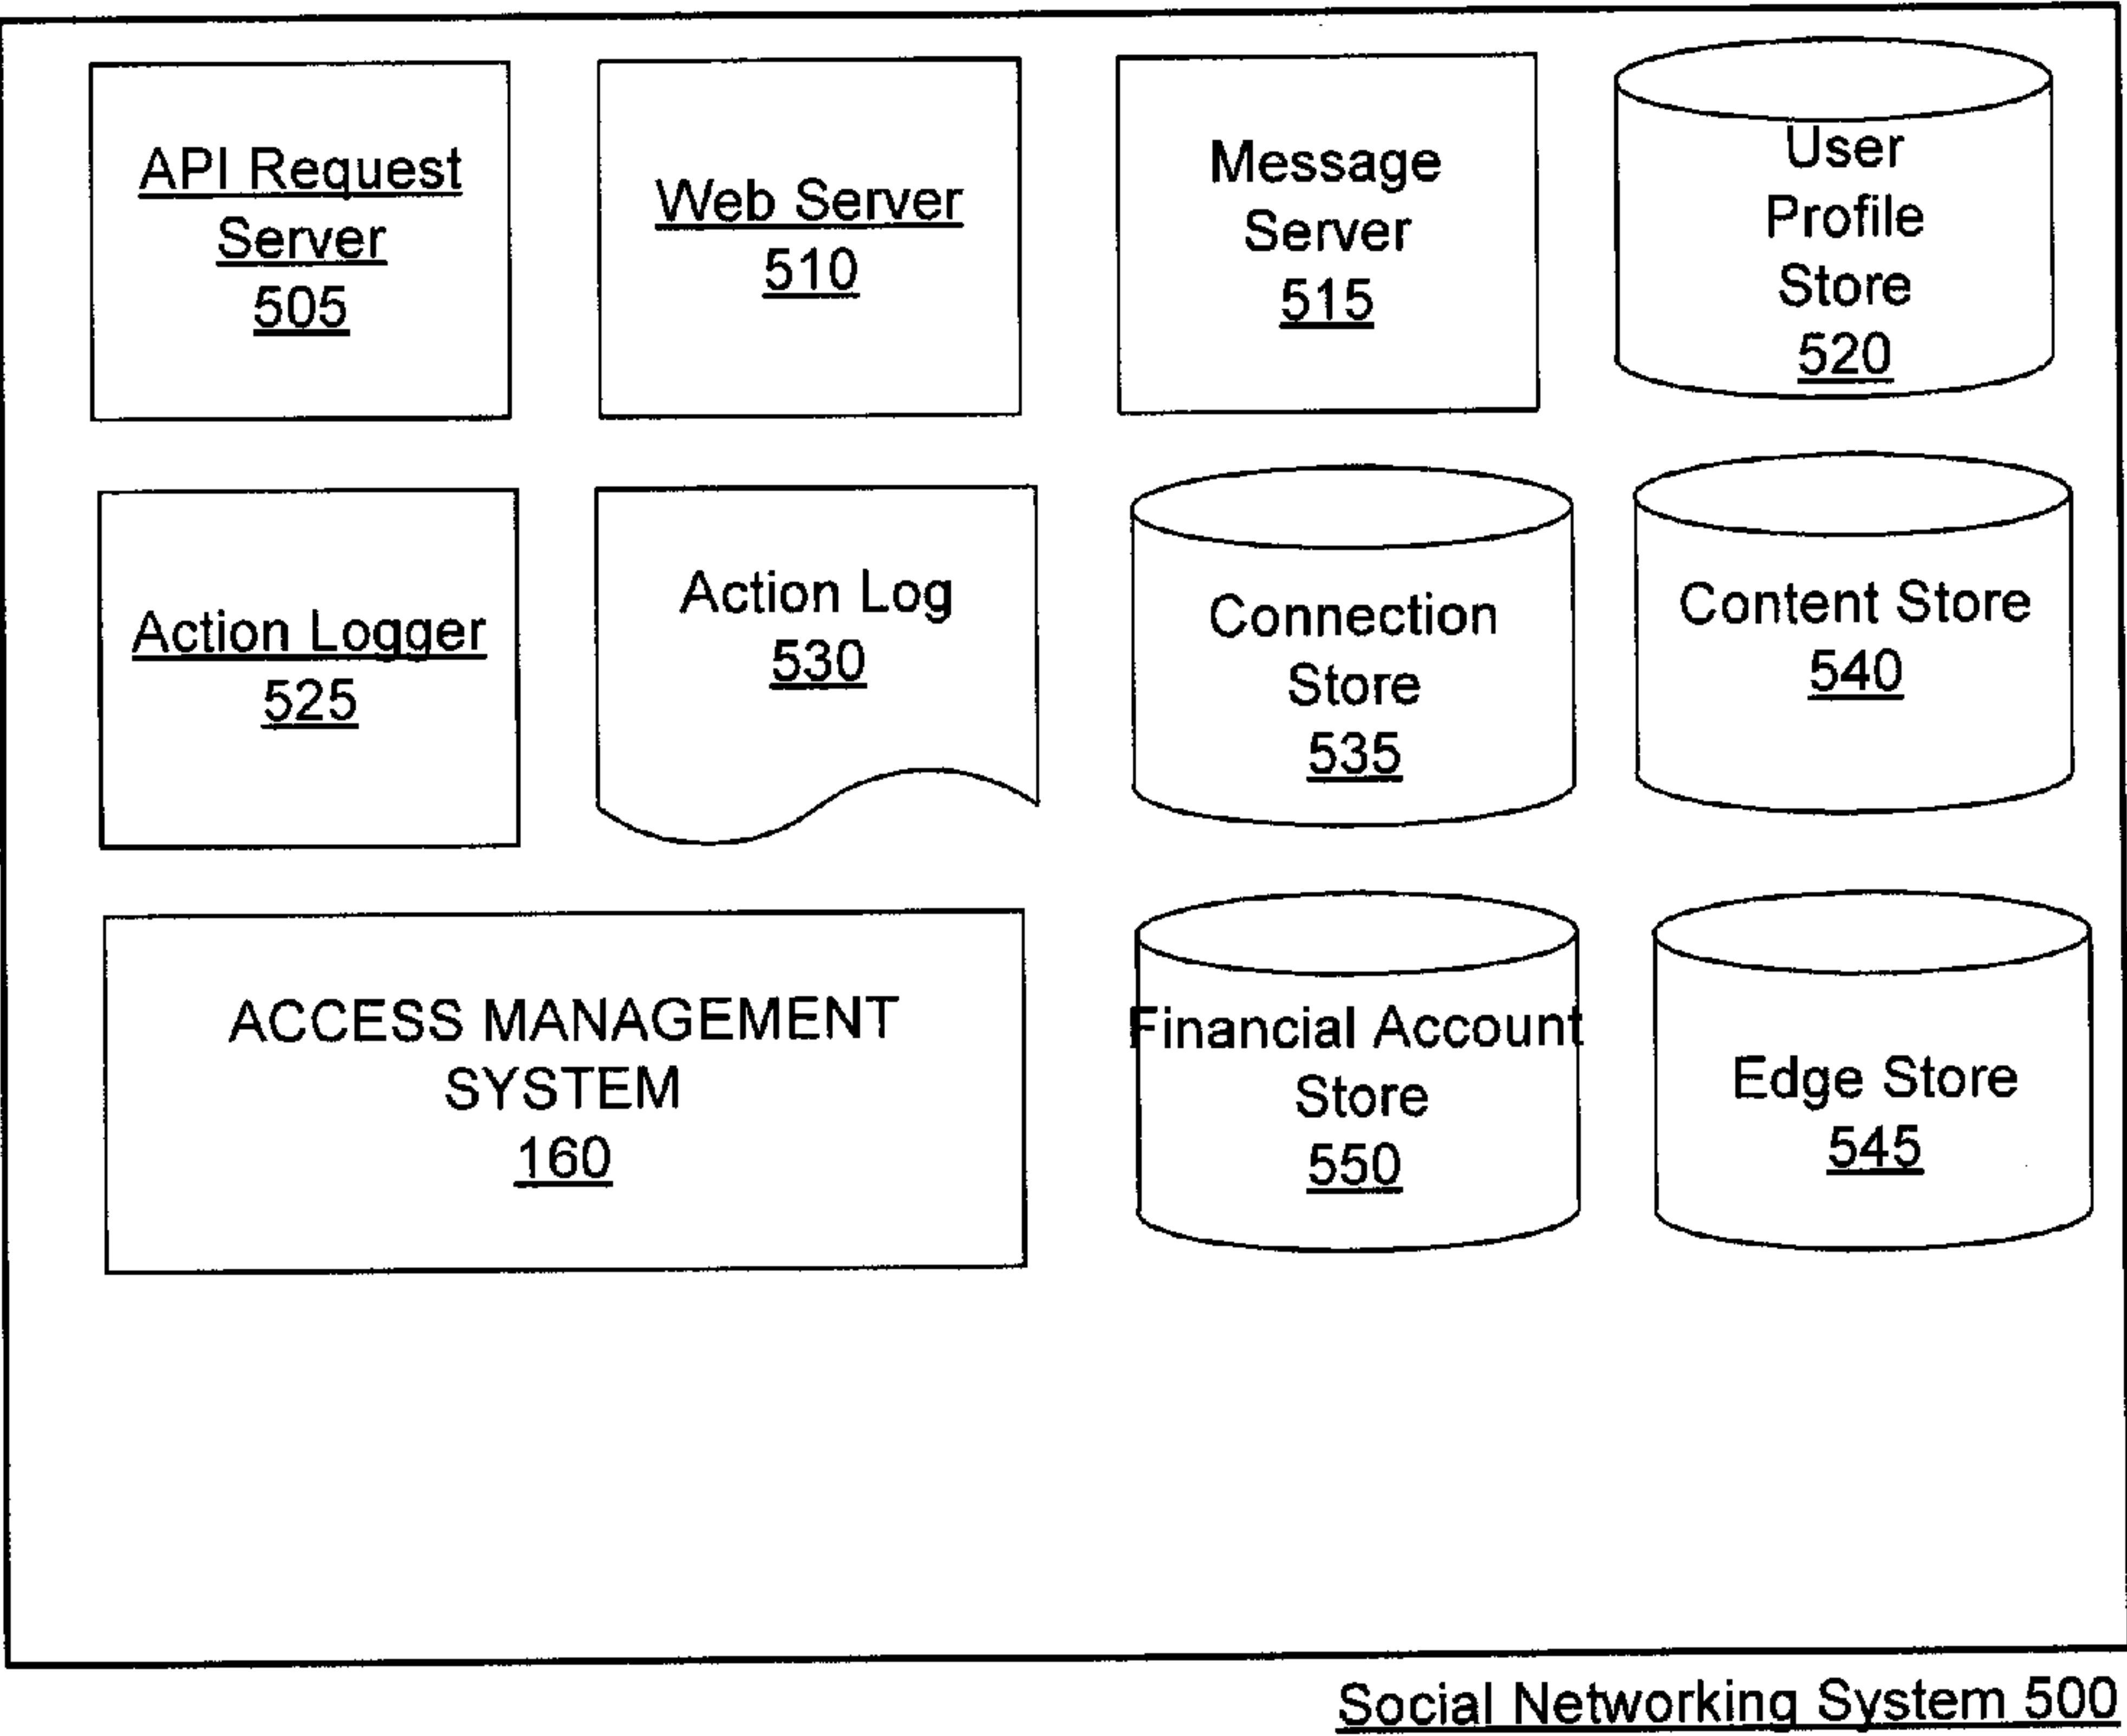 API Request
Server
505
Web Server
510
Message
Server
515
User
Profile
Store
520
Action Logger
525
Action Log
530
Connection
Store
535
Content Store
540
ACCESS MANAGEMENT
SYSTEM
160
Financial Account
Store
550
Edge Store
545
Social Networking System 500